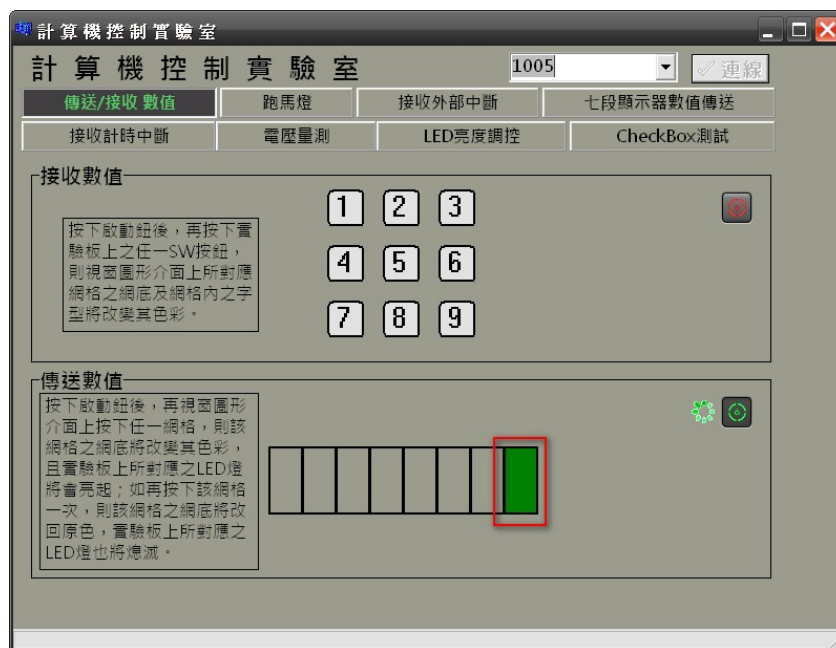 計算機控制實驗室
計算機控制實驗室
1005
連線
傳送/接收 數值
跑馬燈
接收外部中斷
七段顯示器數值傳送
接收計時中斷
電壓量測
LED亮度調控
CheckBox測試
接收數值
按下啟動鈕後，再按下實
驗板上之任一SW按鈕，
則視窗圖形介面上所對應
網格之網底及網格內之字
型將改變其色彩。
1 2 3
4 5 6
7 8 9
傳送數值
按下啟動鈕後，再視窗圖形
介面上按下任一網格，則該
網格之網底將改變其色彩，
且實驗板上所對應之LED燈
將會亮起；如再按下該網格
一次，則該網格之網底將改
回原色，實驗板上所對應之
LED燈也將熄滅。